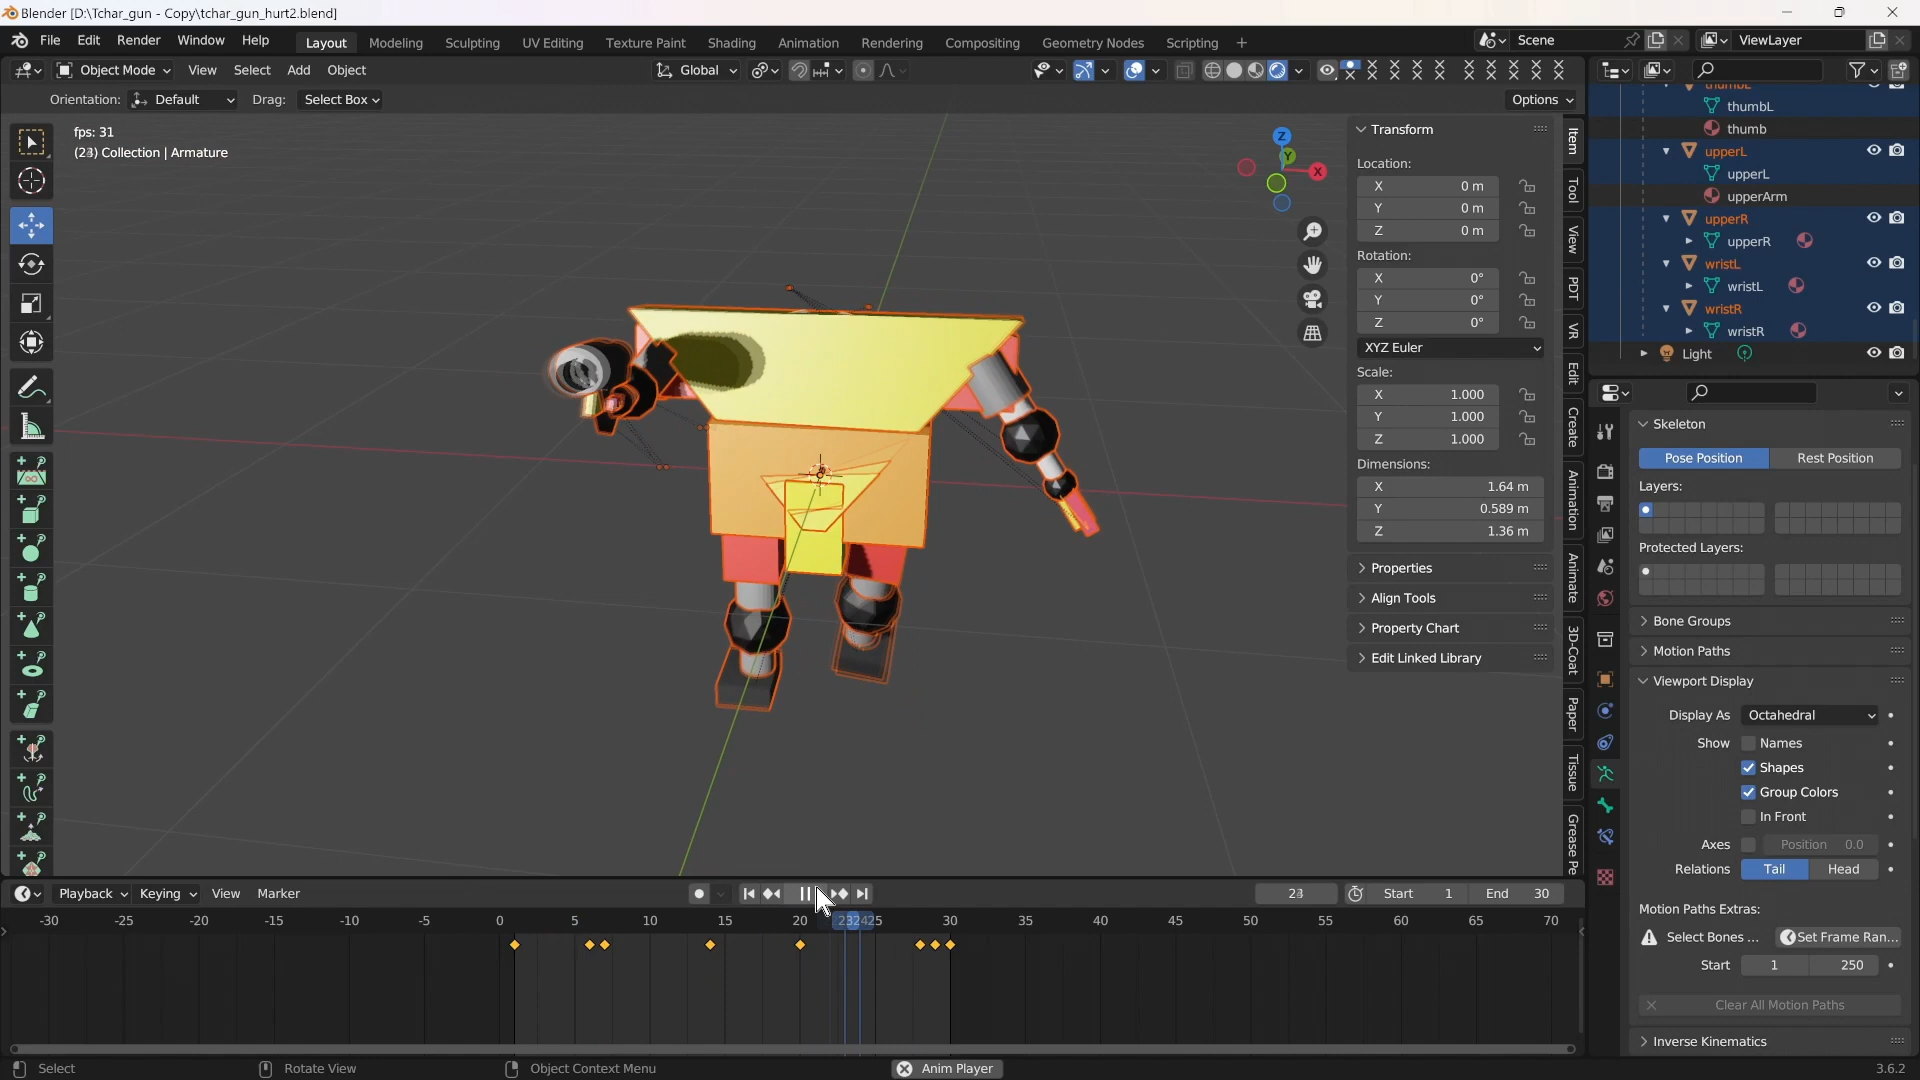 Blender [D:\Tchar_gun - Copy\tchar_gun_hurt2.blend]
File Edit Render Window Help Layout Modeling Sculpting UV Editing Texture Paint Shading Animation Rendering Compositing Geometry Nodes Scripting + Scene ViewLayer
Object Mode View Select Add Object Global
Orientation: Default Drag: Select Box Options
fps: 31
Collection | Armature
Z
Y
X
Transform
Location:
X 0 m
Y 0 m
Z 0 m
Rotation:
X 0°
Y 0°
Z 0°
XYZ Euler
Scale:
X 1.000
Y 1.000
Z 1.000
Dimensions:
X 1.64 m
Y 0.589 m
Z 1.36 m
Properties
Align Tools
Property Chart
Edit Linked Library
Item
Tool
View
PDT
VR
Edit
Create
Animation
Animate
3D-Coat
Paper
Tissue
Grease Pe
thumbL
thumbL
thumb
upperL
upperL
upperArm
upperR
upperR
wristL
wristL
wristR
wristR
Light
Skeleton
Pose Position Rest Position
Layers:
Protected Layers:
Bone Groups
Motion Paths
Viewport Display
Display As Octahedral
Show Names
Shapes
Group Colors
In Front
Axes Position 0.0
Relations Tail Head
Motion Paths Extras:
Select Bones ... Set Frame Ran...
Start 1 250
Clear All Motion Paths
Inverse Kinematics
Playback Keying View Marker Start 1 End 30
-30 -25 -20 -15 -10 -5 0 5 10 15 20 25 30 35 40 45 50 55 60 65 70
Select Rotate View Object Context Menu Anim Player 3.6.2